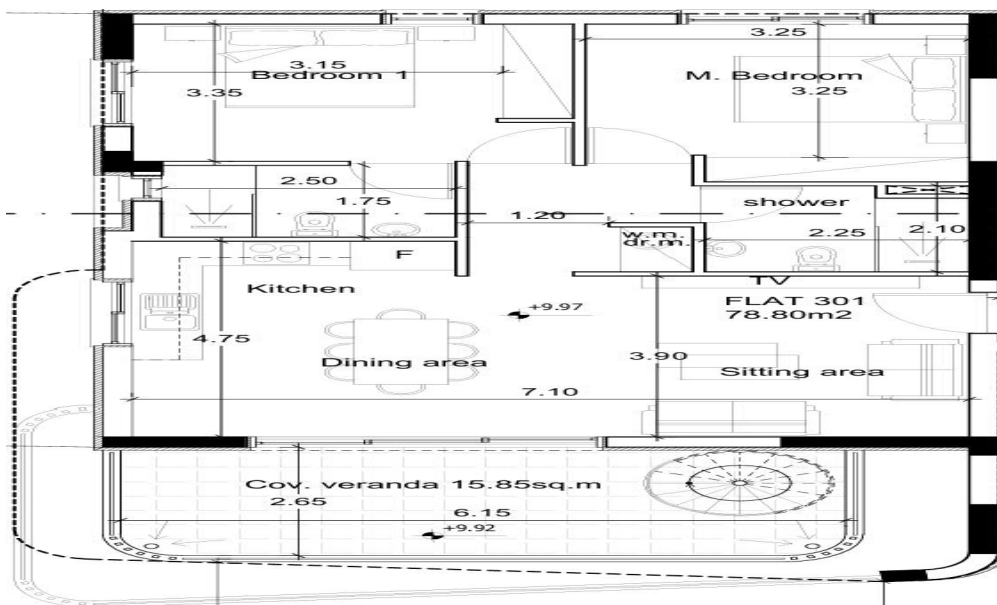 3.25
3.15
Bedroom 1
M. Bedroom
3.35
3.25
2.50
1.75
shower
1.20
w.m.
dr.m.
2.25
2.10
F
TV
Kitchen
FLAT 301
78.80m2
+9.97
4.75
3.90
Dining area
Sitting area
7.10
Cov. veranda 15.85sq.m
2.65
6.15
+9.92